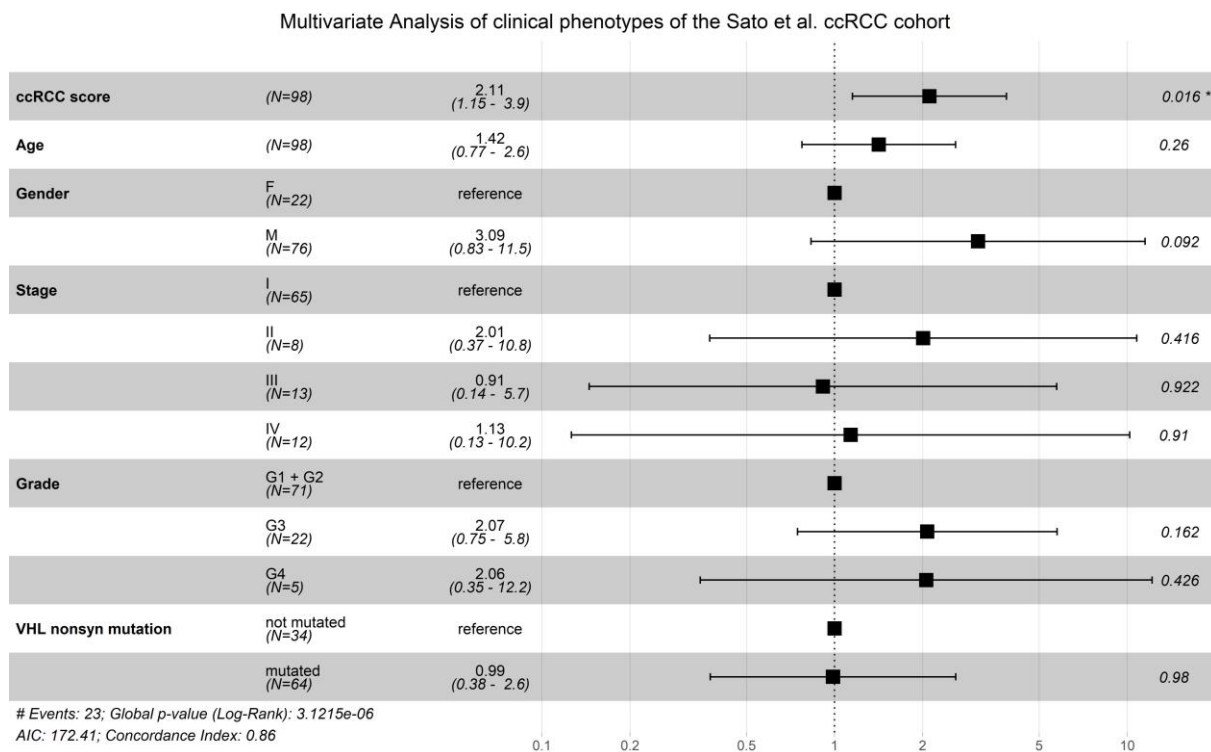 Multivariate Analysis of clinical phenotypes of the Sato et al. ccRCC cohort
ccRCC score (N=98) 2.11 (1.15 - 3.9) 0.016 *
Age (N=98) 1.42 (0.77 - 2.6) 0.26
Gender F (N=22) reference
M (N=76) 3.09 (0.83 - 11.5) 0.092
Stage I (N=65) reference
II (N=8) 2.01 (0.37 - 10.8) 0.416
III (N=13) 0.91 (0.14 - 5.7) 0.922
IV (N=12) 1.13 (0.13 - 10.2) 0.91
Grade G1 + G2 (N=71) reference
G3 (N=22) 2.07 (0.75 - 5.8) 0.162
G4 (N=5) 2.06 (0.35 - 12.2) 0.426
VHL nonsyn mutation not mutated (N=34) reference
mutated (N=64) 0.99 (0.38 - 2.6) 0.98
# Events: 23; Global p-value (Log-Rank): 3.1215e-06
AIC: 172.41; Concordance Index: 0.86
0.1 0.2 0.5 1 2 5 10